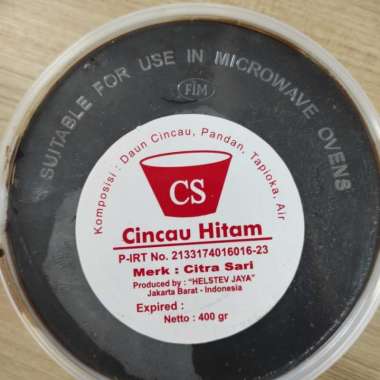 SUITABLE FOR USE IN MICROWAVE OVENS
FIM
Komposisi : Daun Cincau, Pandan, Tapioka, Air
CS
Cincau Hitam
P-IRT No. 2133174016016-23
Merk : Citra Sari
Produced by : "HELSTEV JAYA"
Jakarta Barat - Indonesia
Expired :
Netto : 400 gr